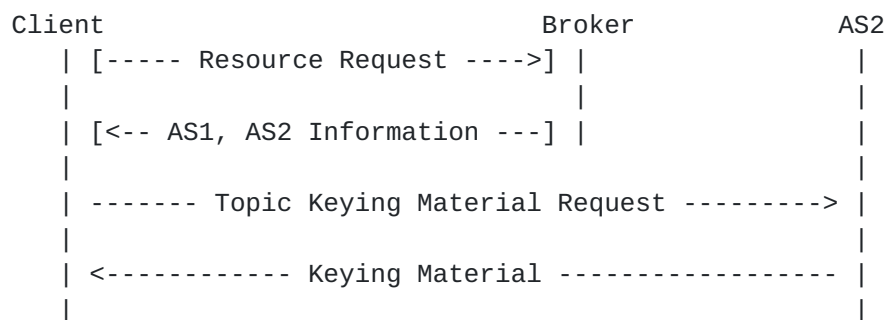 Client                          Broker             AS2
   | [----- Resource Request ---->] |                |
   |                                |                |
   | [<-- AS1, AS2 Information ---] |                |
   |                                                 |
   | ------- Topic Keying Material Request ---------> |
   |                                                 |
   | <------------ Keying Material ------------------ |
   |                                                 |